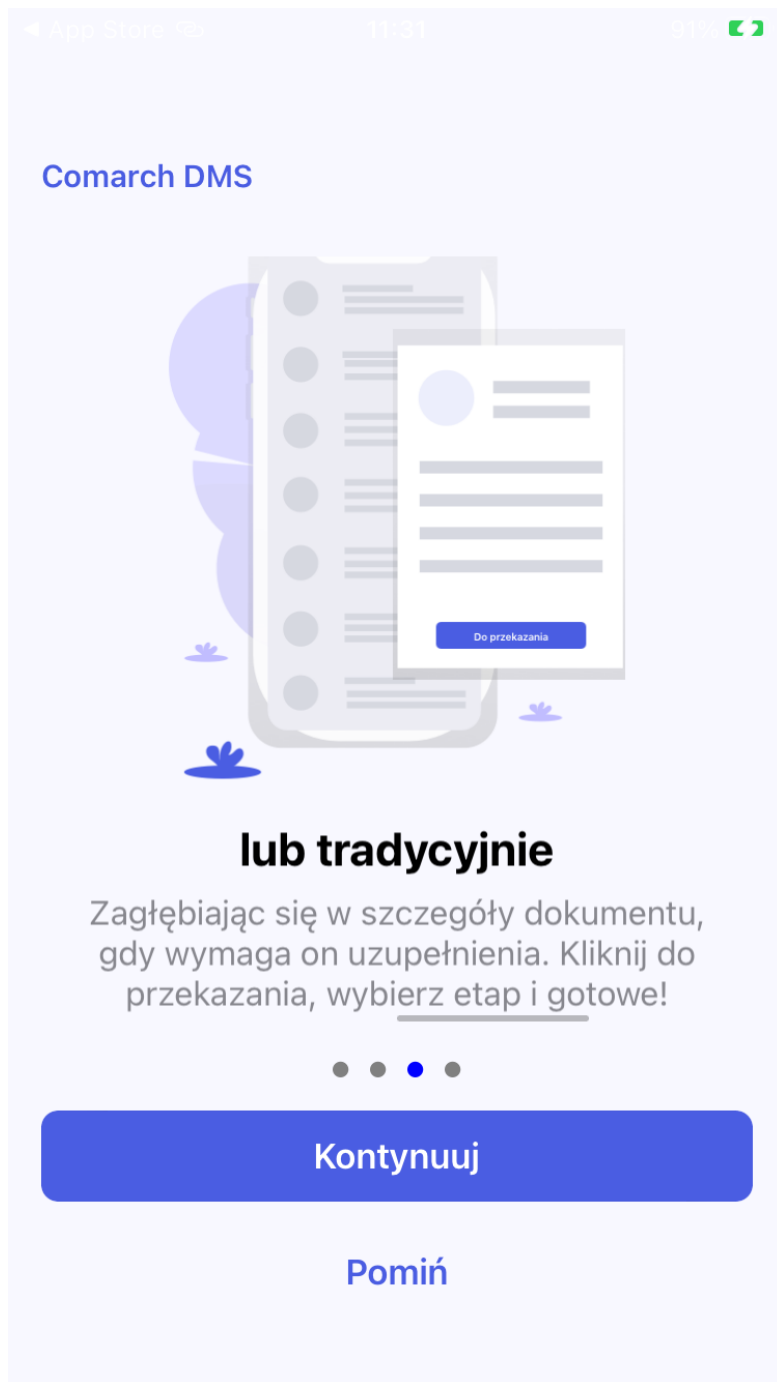 App Store
11:31
91%
Comarch DMS
Do przekazania
lub tradycyjnie
Zagłębiając się w szczegóły dokumentu,
gdy wymaga on uzupełnienia. Kliknij do
przekazania, wybierz etap i gotowe!
Kontynuuj
Pomiń